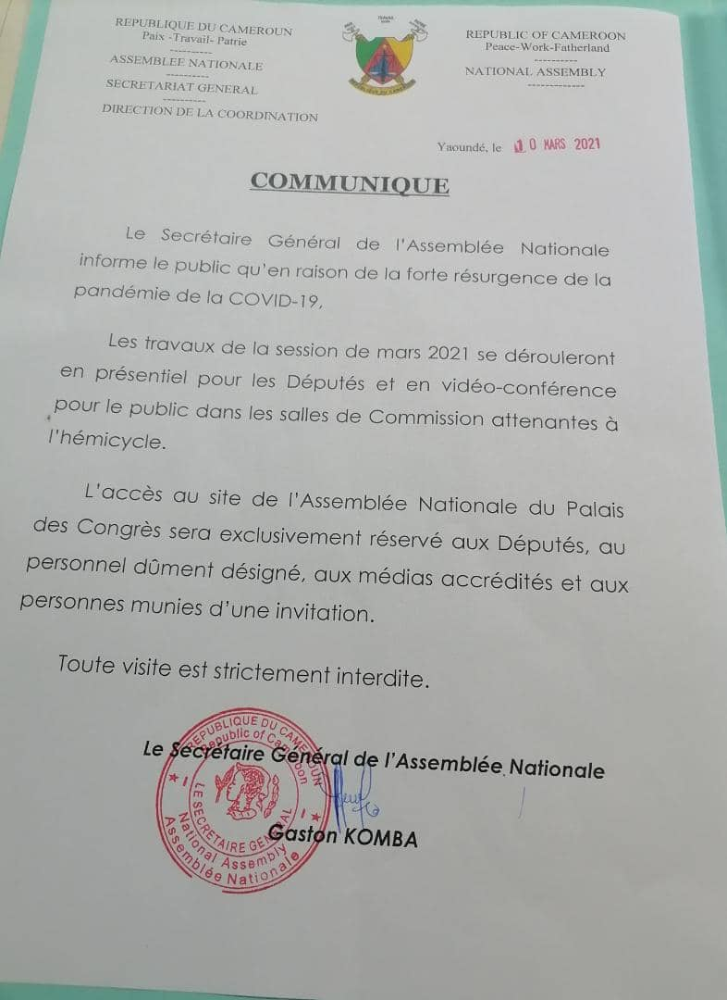 REPUBLIQUE DU CAMEROUN
Paix -Travail- Patrie
----------
ASSEMBLEE NATIONALE
----------
SECRETARIAT GENERAL
----------
DIRECTION DE LA COORDINATION
REPUBLIC OF CAMEROON
Peace-Work-Fatherland
----------
NATIONAL ASSEMBLY
-------------
Yaoundé, le 10 MARS 2021
COMMUNIQUE
Le Secrétaire Général de l'Assemblée Nationale
informe le public qu'en raison de la forte résurgence de la
pandémie de la COVID-19,
Les travaux de la session de mars 2021 se dérouleront
en présentiel pour les Députés et en vidéo-conférence
pour le public dans les salles de Commission attenantes à
l'hémicycle.
L'accès au site de l'Assemblée Nationale du Palais
des Congrès sera exclusivement réservé aux Députés, au
personnel dûment désigné, aux médias accrédités et aux
personnes munies d'une invitation.
Toute visite est strictement interdite.
Le Secrétaire Général de l'Assemblée Nationale
Gaston KOMBA
REPUBLIQUE DU CAMEROUN
Republic of Cameroon
LE SECRETAIRE GENERAL
National Assembly
Assemblée Nationale